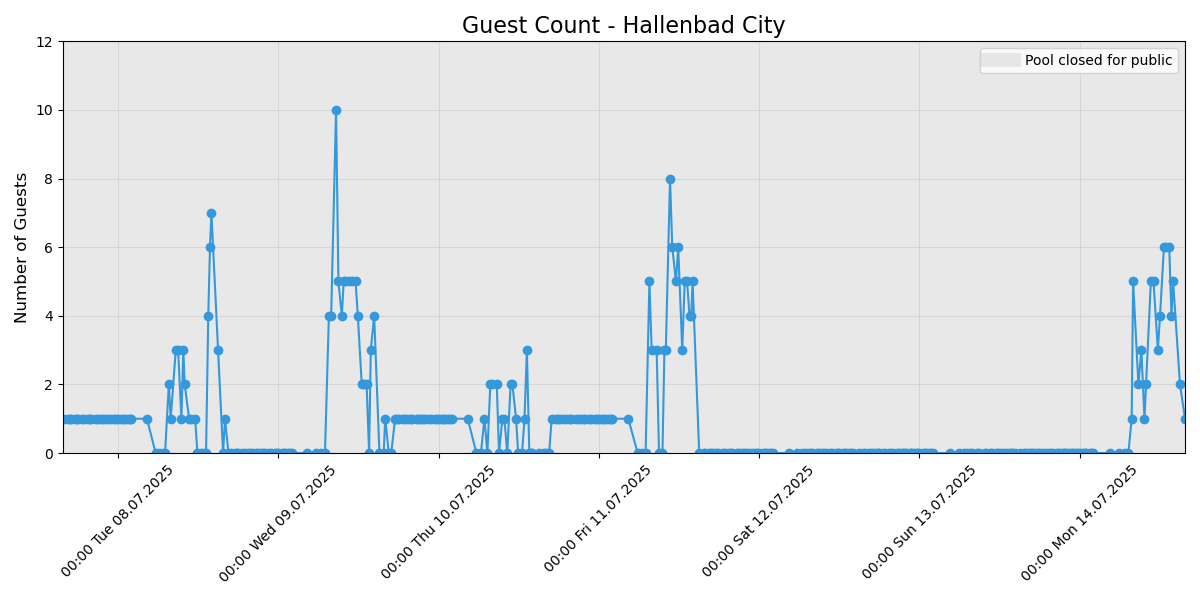 Guest Count - Hallenbad City
Pool closed for public
Number of Guests
12
10
8
6
4
2
0
00:00 Tue 08.07.2025
00:00 Wed 09.07.2025
00:00 Thu 10.07.2025
00:00 Fri 11.07.2025
00:00 Sat 12.07.2025
00:00 Sun 13.07.2025
00:00 Mon 14.07.2025